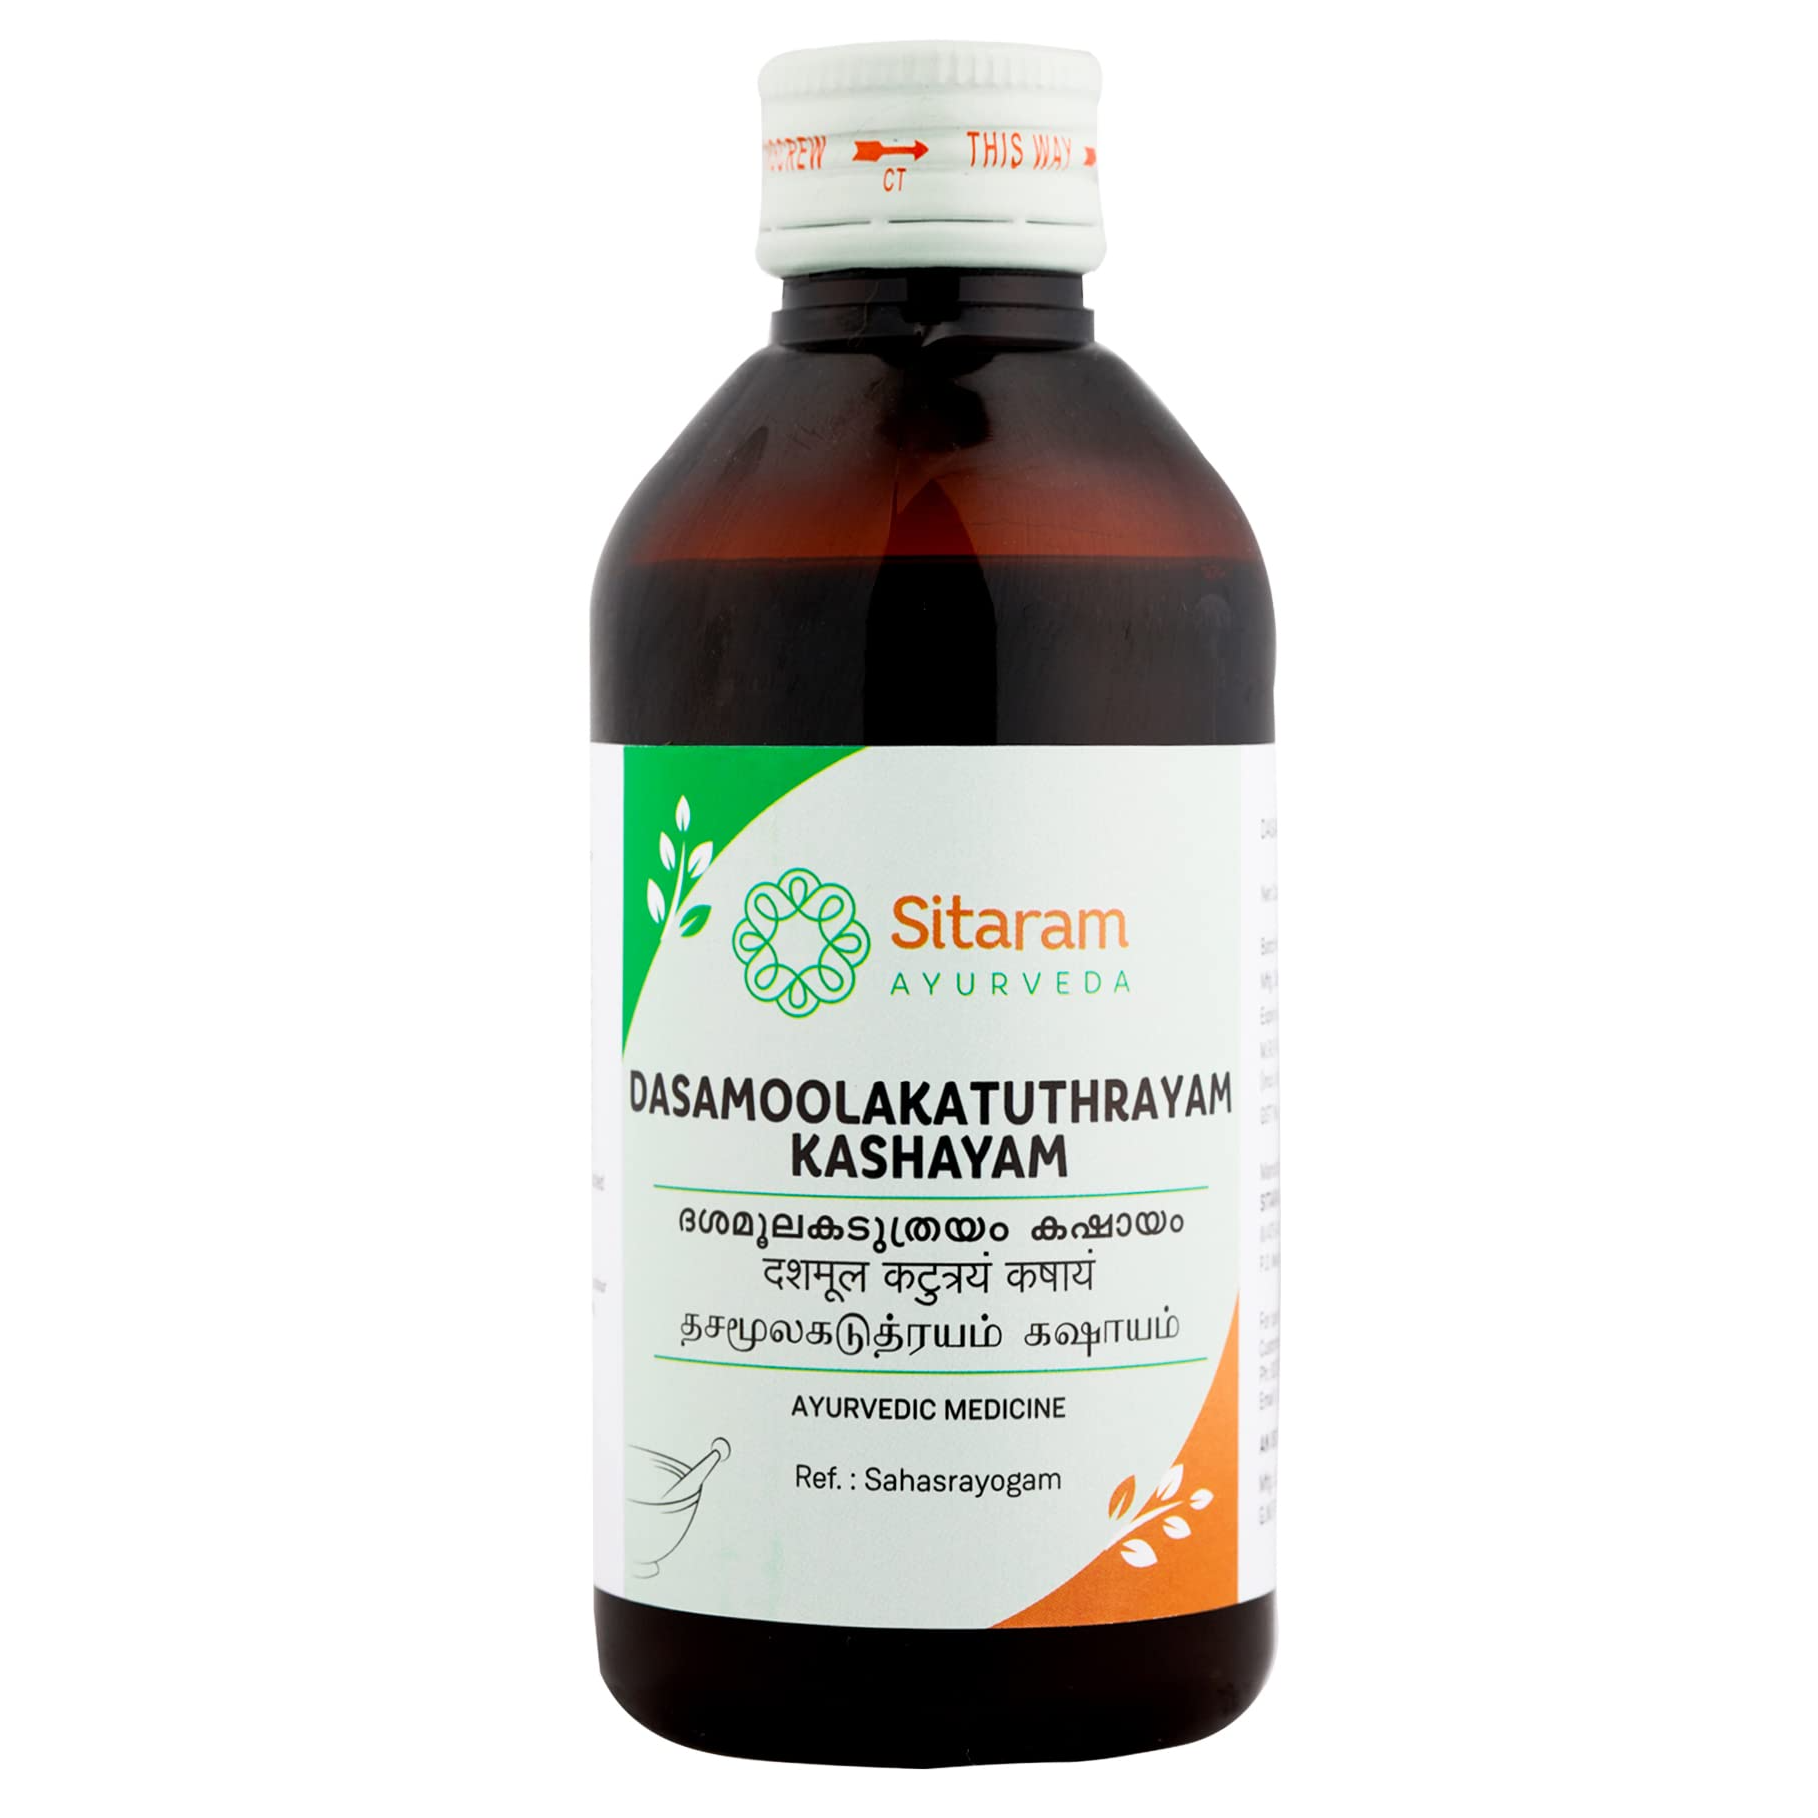 THIS WAY
CT
Sitaram
AYURVEDA
DASAMOOLAKATUTHRAYAM
KASHAYAM
ദശമൂലകടുത്രയം കഷായം
दशमूल कटुत्रयं कषायं
தசமூலகடுத்ரயம் கஷாயம்
AYURVEDIC MEDICINE
Ref. : Sahasrayogam